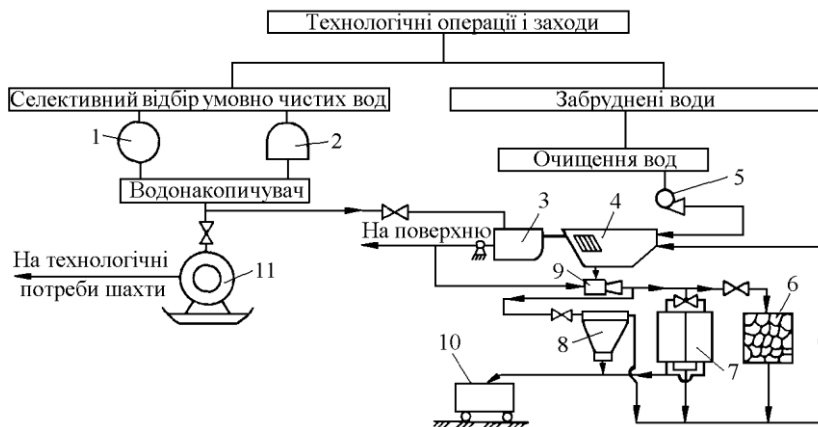 Технологічні операції і заходи
Селективний відбір умовно чистих вод
Забруднені води
1
2
Очищення вод
5
Водонакопичувач
3
4
На поверхню
На технологічні
потреби шахти
11
9
6
8
7
10